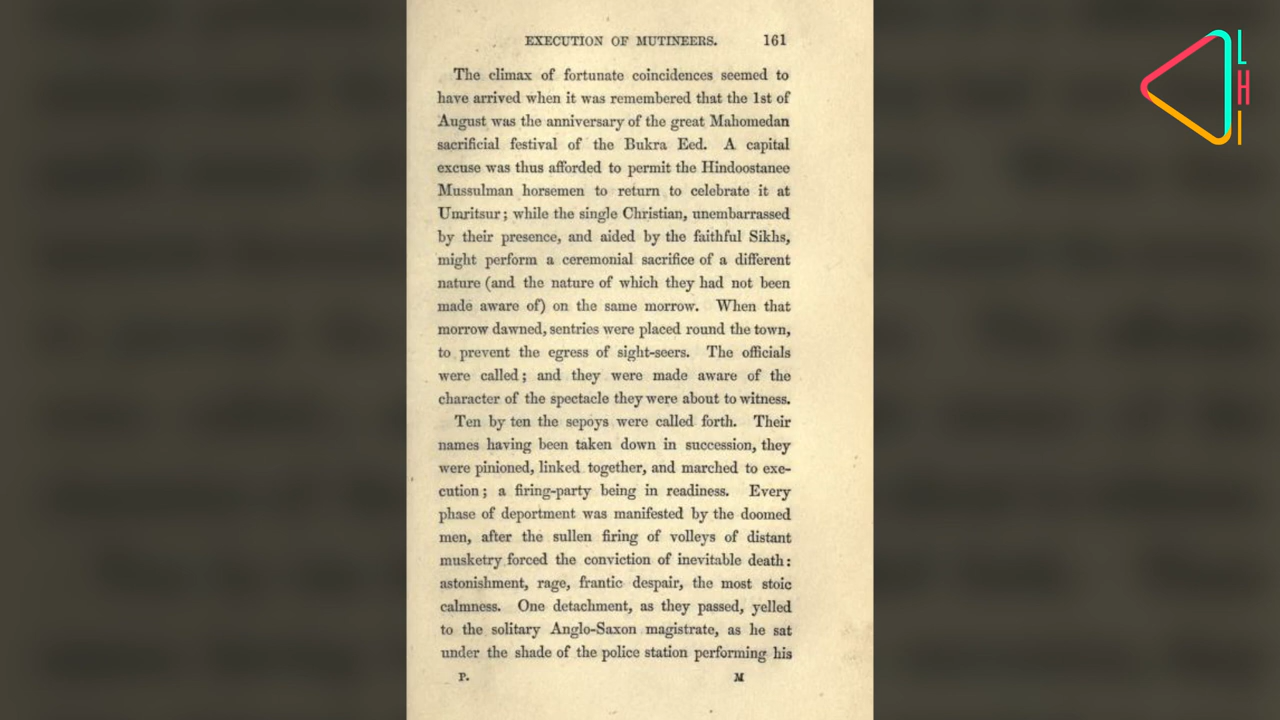 EXECUTION OF MUTINEERS. 161
The climax of fortunate coincidences seemed to
have arrived when it was remembered that the 1st of
August was the anniversary of the great Mahomedan
sacrificial festival of the Bukra Eed. A capital
excuse was thus afforded to permit the Hindoostanee
Mussulman horsemen to return to celebrate it at
Umritsur; while the single Christian, unembarrassed
by their presence, and aided by the faithful Sikhs,
might perform a ceremonial sacrifice of a different
nature (and the nature of which they had not been
made aware of) on the same morrow. When that
morrow dawned, sentries were placed round the town,
to prevent the egress of sight-seers. The officials
were called; and they were made aware of the
character of the spectacle they were about to witness.
Ten by ten the sepoys were called forth. Their
names having been taken down in succession, they
were pinioned, linked together, and marched to exe-
cution; a firing-party being in readiness. Every
phase of deportment was manifested by the doomed
men, after the sullen firing of volleys of distant
musketry forced the conviction of inevitable death:
astonishment, rage, frantic despair, the most stoic
calmness. One detachment, as they passed, yelled
to the solitary Anglo-Saxon magistrate, as he sat
under the shade of the police station performing his
P. M
LHI